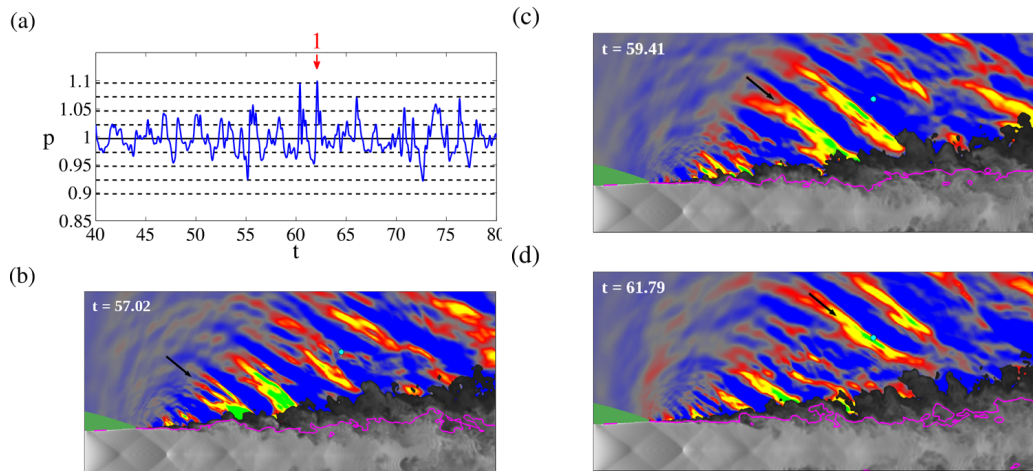 (a)
1
1.1
1.05
p 1
0.95
0.9
0.85
40 45 50 55 60 65 70 75 80
t
(b)
t = 57.02
(c)
t = 59.41
(d)
t = 61.79